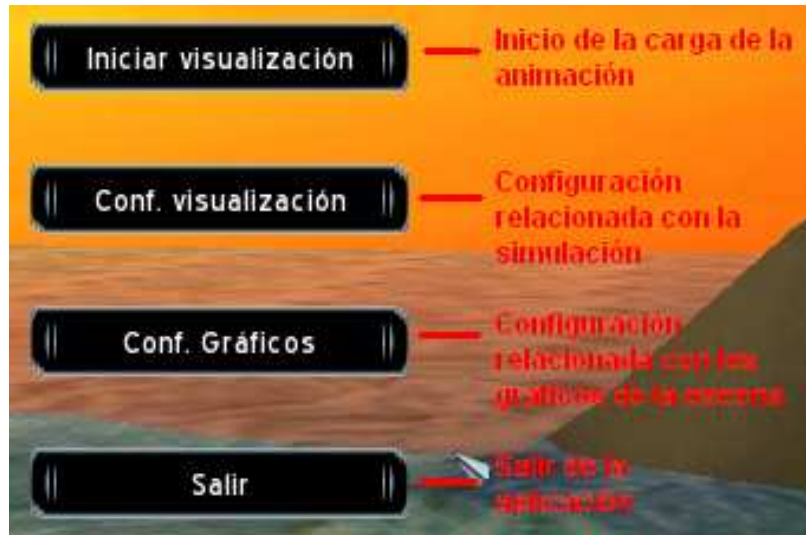 Iniciar visualización
Inicio de la carga de la
animación
Conf. visualización
Configuración
relacionada con la
simulación
Conf. Gráficos
Configuración
relacionada con los
graficos de la escena
Salir
Salir de la
aplicación